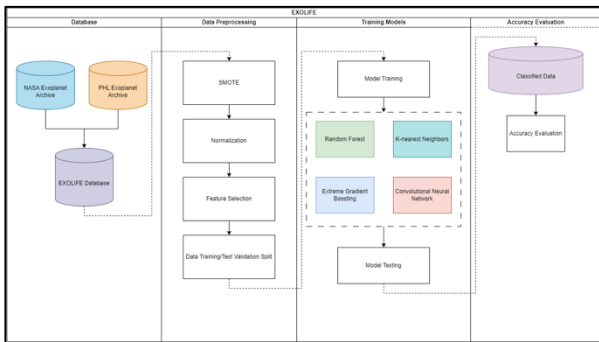 EXOLIFE
Database
Data Preprocessing
Training Models
Accuracy Evaluation
NASA Exoplanet
Archive
PHL Exoplanet
Archive
EXOLIFE Database
SMOTE
Normalization
Feature Selection
Data Training/Test Validation Split
Model Training
Random Forest
K-nearest Neighbors
Extreme Gradient
Boosting
Convolutional Neural
Network
Model Testing
Classified Data
Accuracy Evaluation